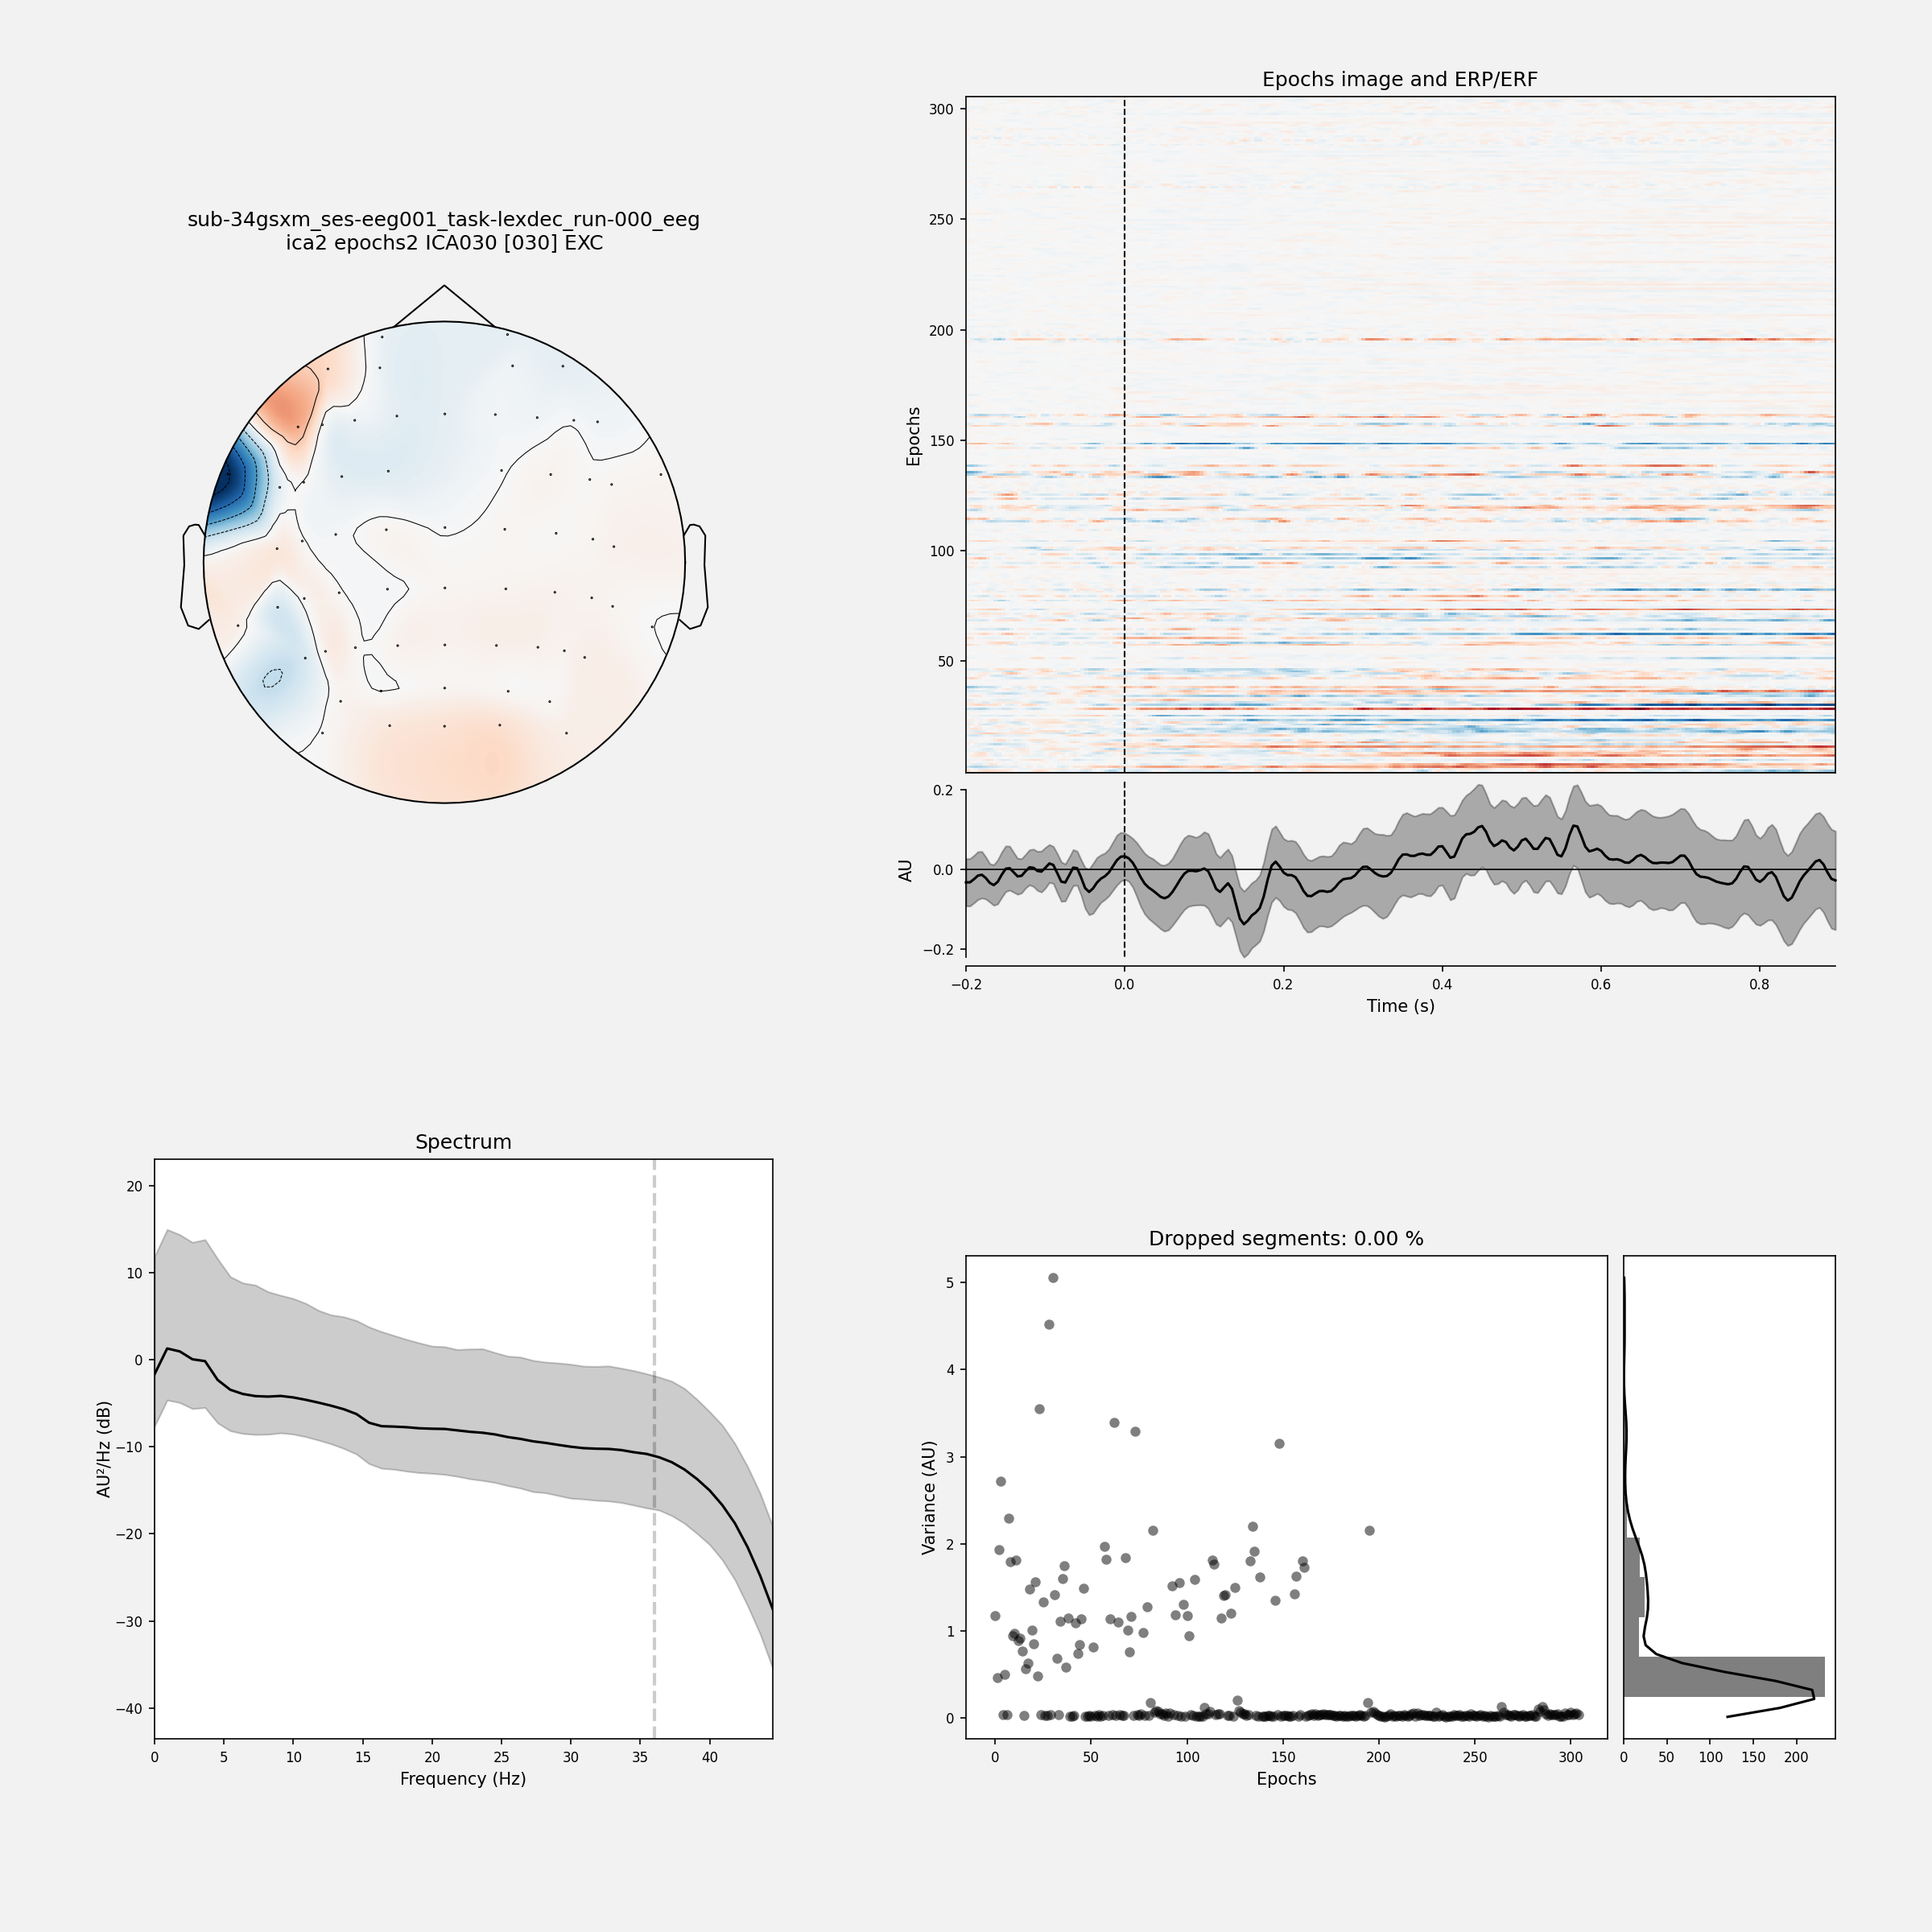 sub-34gsxm_ses-eeg001_task-lexdec_run-000_eeg
ica2 epochs2 ICA030 [030] EXC
Epochs image and ERP/ERF
300
250
200
150
100
50
Epochs
0.2
0.0
−0.2
AU
−0.2 0.0 0.2 0.4 0.6 0.8
Time (s)
Spectrum
20
10
0
−10
−20
−30
−40
AU²/Hz (dB)
0 5 10 15 20 25 30 35 40
Frequency (Hz)
Dropped segments: 0.00 %
5
4
3
2
1
0
Variance (AU)
0 50 100 150 200 250 300
Epochs
0 50 100 150 200